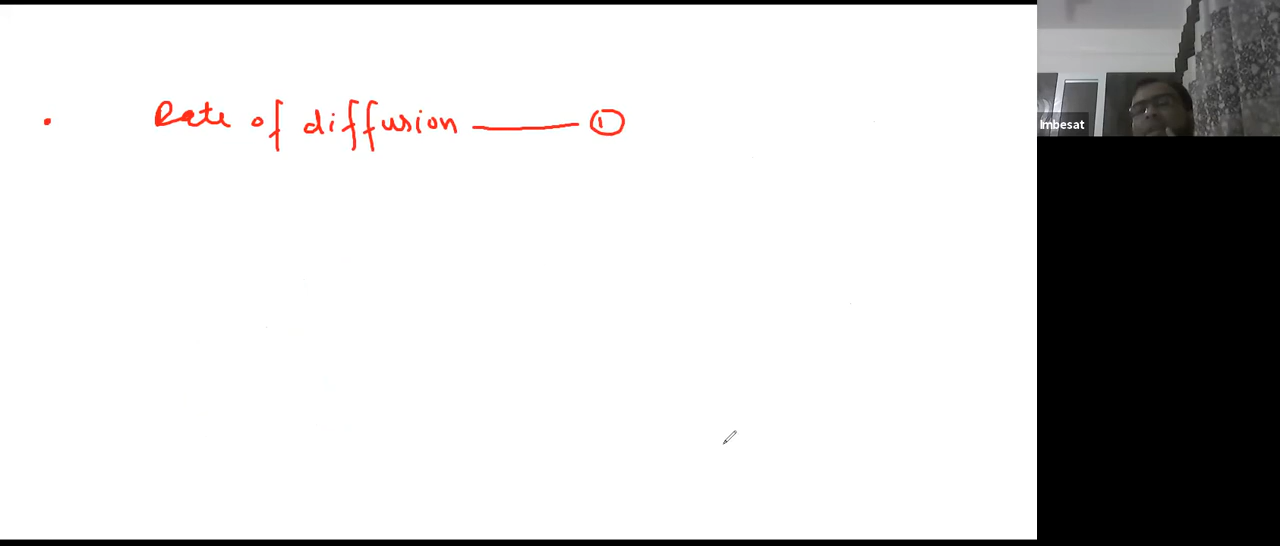 • Rate of diffusion ——— ①
Imbesat